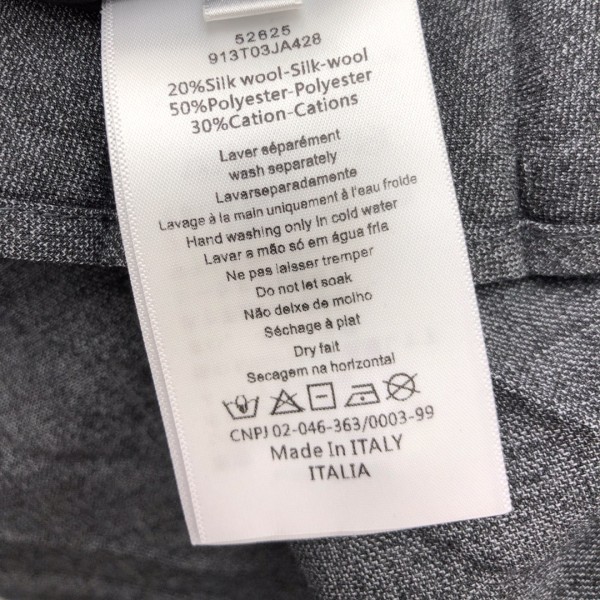 52625
913T03JA428
20%Silk wool-Silk-wool
50%Polyester-Polyester
30%Cation-Cations
Laver séparément
wash separately
Lavarseparadamente
Lavage à la main uniquement à l'eau froide
Hand washing only in cold water
Lavar a mão só em água fria
Ne pas laisser tremper
Do not let soak
Não deixe de molho
Séchage à plat
Dry fait
Secagem na horizontal
CNPJ 02-046-363/0003-99
Made In ITALY
ITALIA